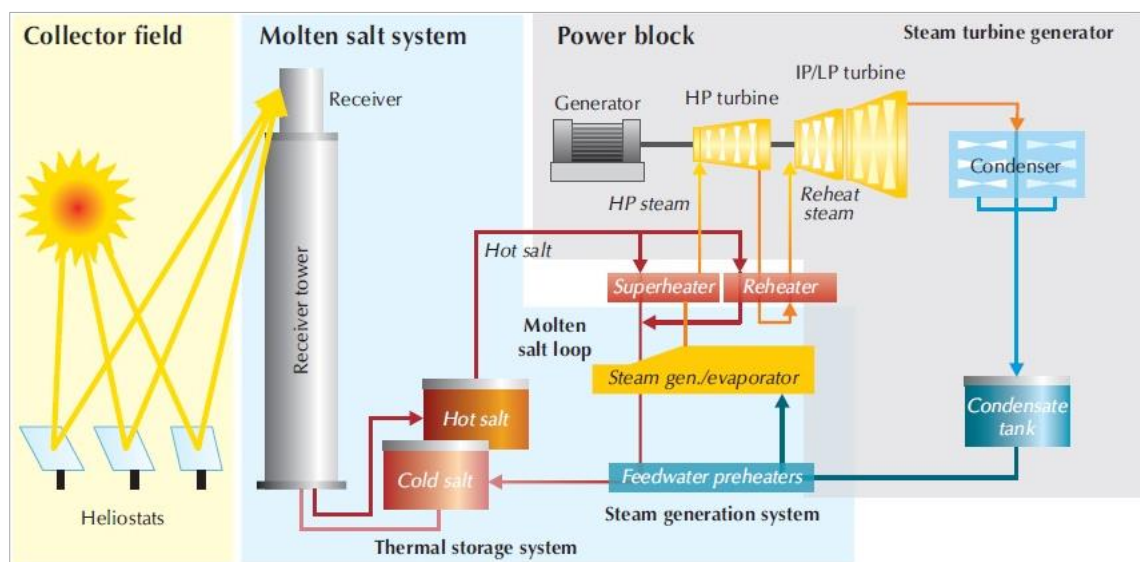 Collector field
Molten salt system
Power block
Steam turbine generator
IP/LP turbine
HP turbine
Generator
Receiver
Condenser
HP steam
Reheat
steam
Hot salt
Receiver tower
Superheater
Reheater
Molten
salt loop
Steam gen./evaporator
Hot salt
Condensate
tank
Cold salt
Feedwater preheaters
Heliostats
Steam generation system
Thermal storage system